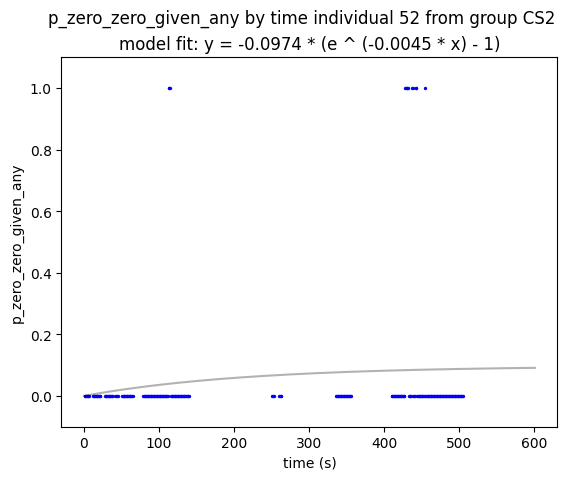 p_zero_zero_given_any by time individual 52 from group CS2
model fit: y = -0.0974 * (e ^ (-0.0045 * x) - 1)
p_zero_zero_given_any
1.0
0.8
0.6
0.4
0.2
0.0
0 100 200 300 400 500 600
time (s)